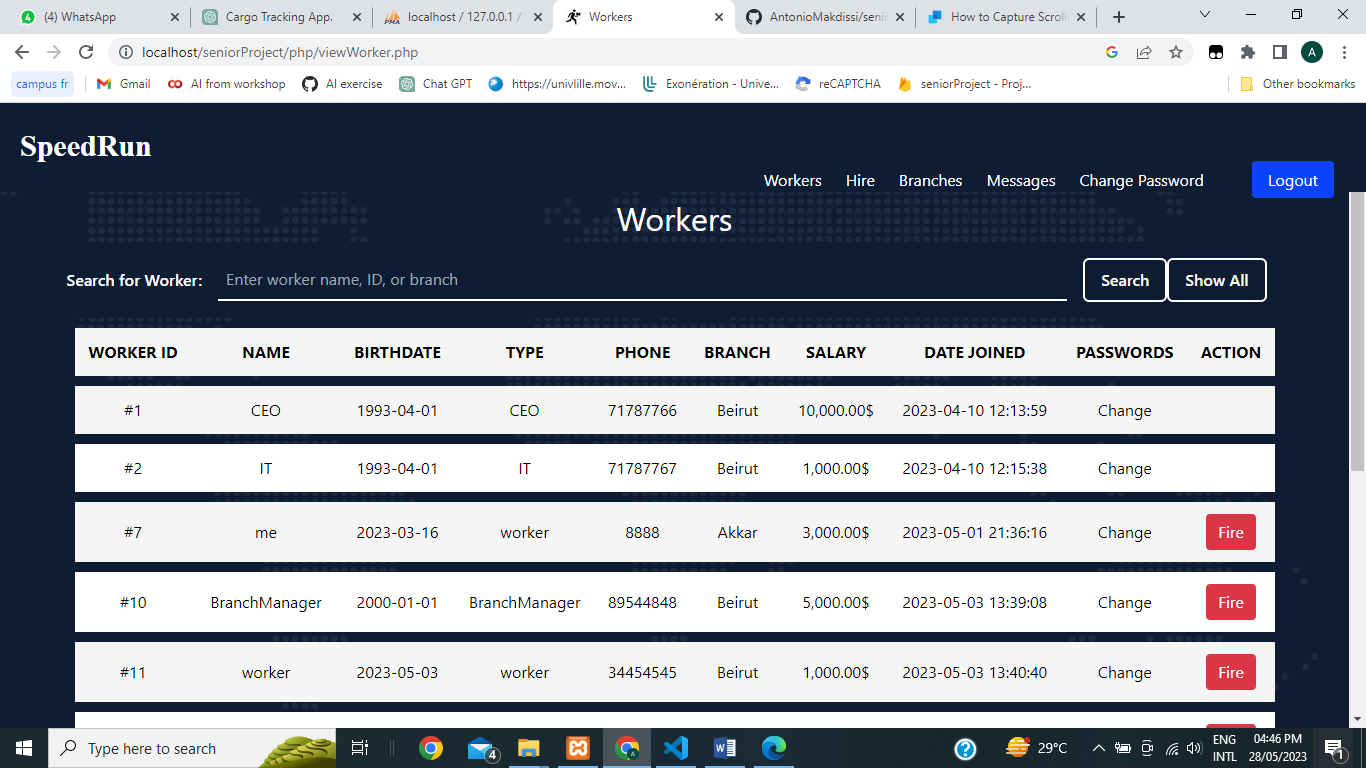 (4) WhatsApp
Cargo Tracking App.
localhost / 127.0.0.1 /
Workers
AntonioMakdissi/seni
How to Capture Scroll
localhost/seniorProject/php/viewWorker.php
A
campus fr
Gmail
AI from workshop
AI exercise
Chat GPT
https://univlille.mov...
Exonération - Unive...
reCAPTCHA
seniorProject - Proj...
Other bookmarks
SpeedRun
Workers Hire Branches Messages Change Password Logout
Workers
Search for Worker: Enter worker name, ID, or branch Search Show All
WORKER ID NAME BIRTHDATE TYPE PHONE BRANCH SALARY DATE JOINED PASSWORDS ACTION
#1 CEO 1993-04-01 CEO 71787766 Beirut 10,000.00$ 2023-04-10 12:13:59 Change
#2 IT 1993-04-01 IT 71787767 Beirut 1,000.00$ 2023-04-10 12:15:38 Change
#7 me 2023-03-16 worker 8888 Akkar 3,000.00$ 2023-05-01 21:36:16 Change Fire
#10 BranchManager 2000-01-01 BranchManager 89544848 Beirut 5,000.00$ 2023-05-03 13:39:08 Change Fire
#11 worker 2023-05-03 worker 34454545 Beirut 1,000.00$ 2023-05-03 13:40:40 Change Fire
Type here to search
4
29°C
ENG
INTL
04:46 PM
28/05/2023
1